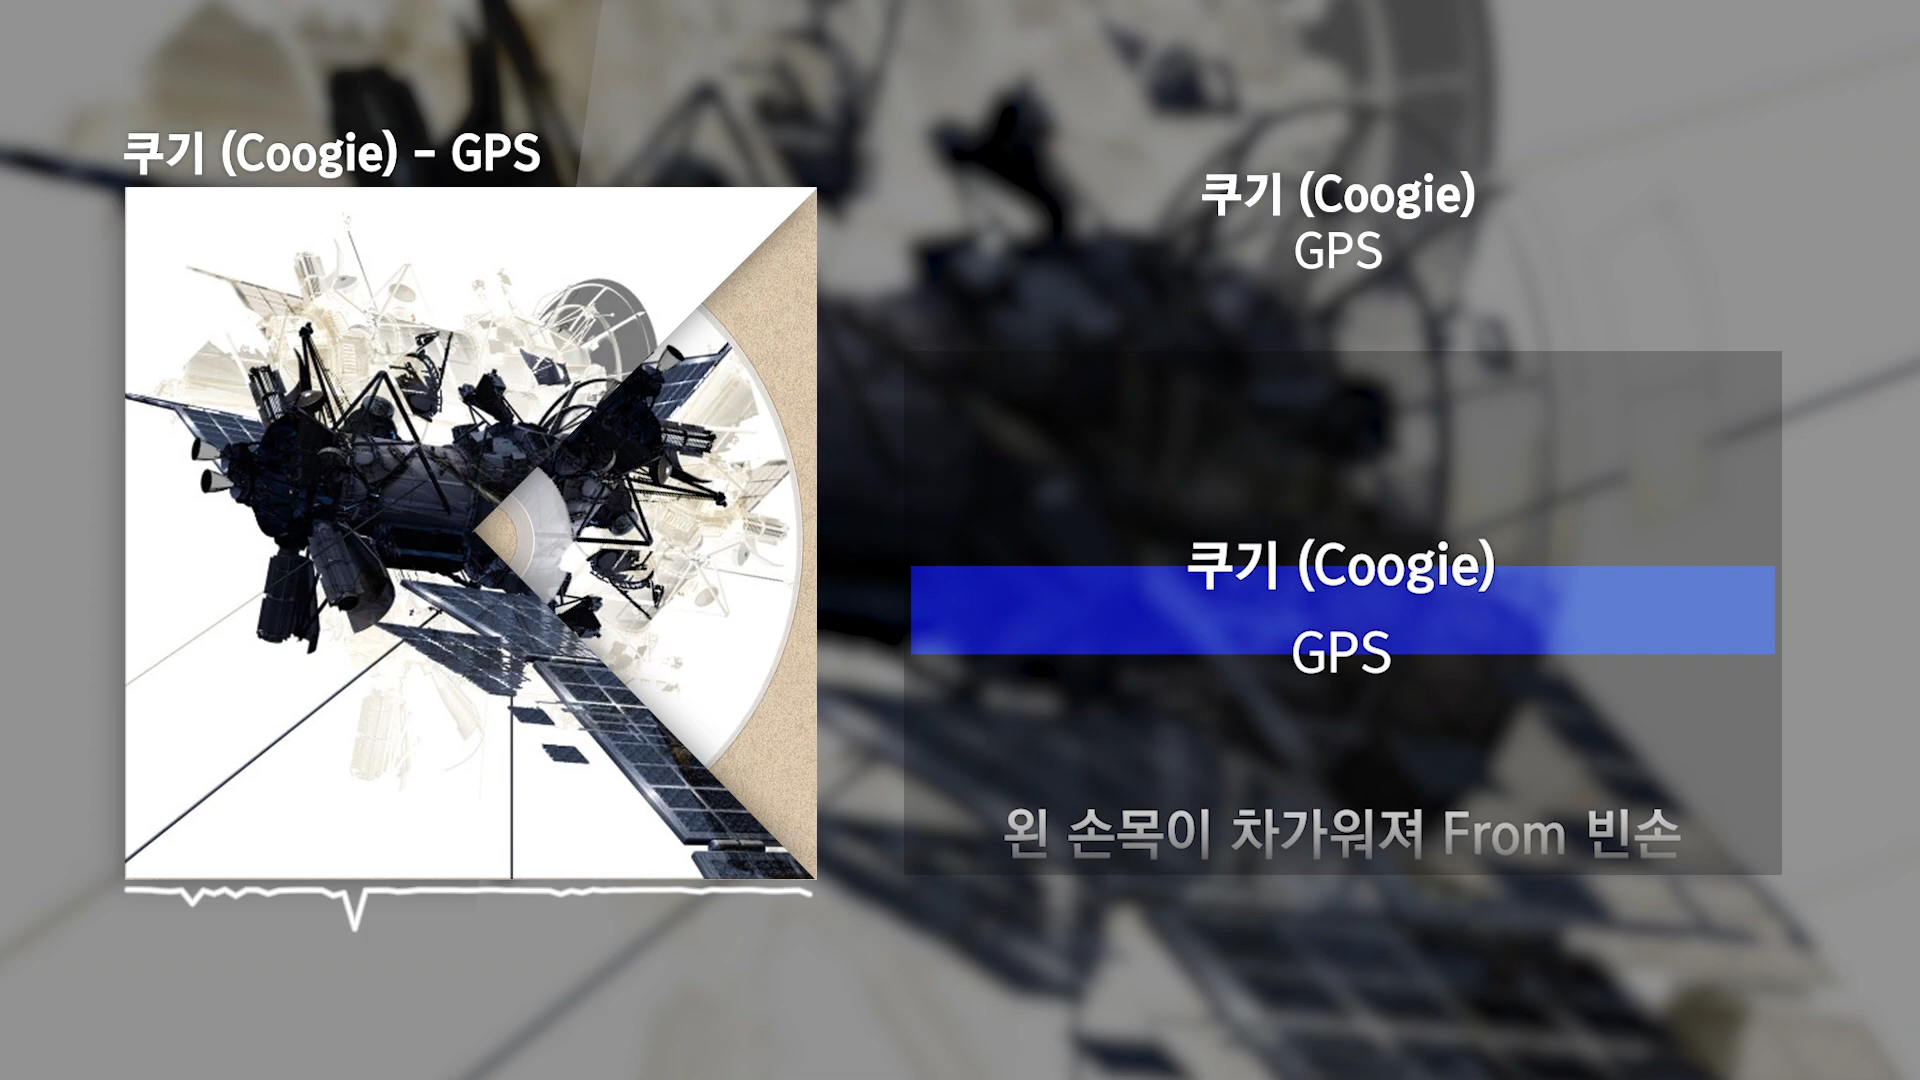 쿠기 (Coogie) - GPS
쿠기 (Coogie)
GPS
쿠기 (Coogie)
GPS
왼 손목이 차가워져 From 빈손